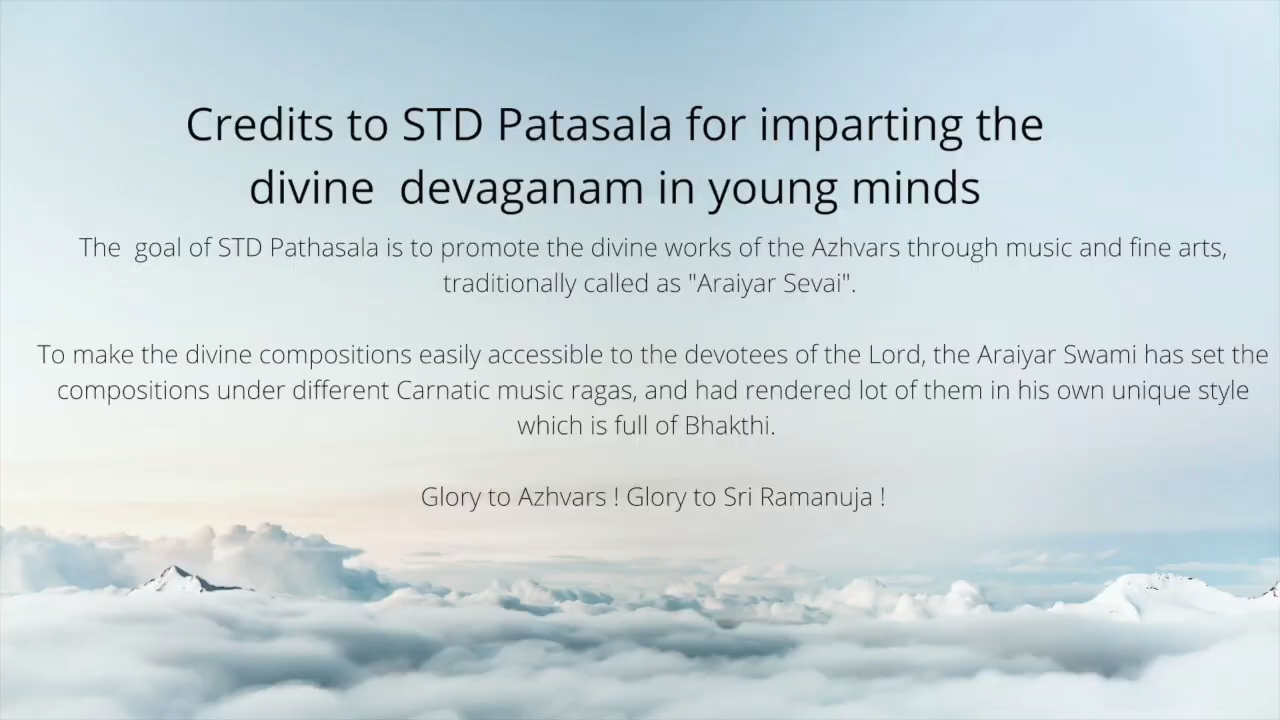 Credits to STD Patasala for imparting the
divine  devaganam in young minds
The  goal of STD Pathasala is to promote the divine works of the Azhvars through music and fine arts,
traditionally called as "Araiyar Sevai".
To make the divine compositions easily accessible to the devotees of the Lord, the Araiyar Swami has set the
compositions under different Carnatic music ragas, and had rendered lot of them in his own unique style
which is full of Bhakthi.
Glory to Azhvars ! Glory to Sri Ramanuja !